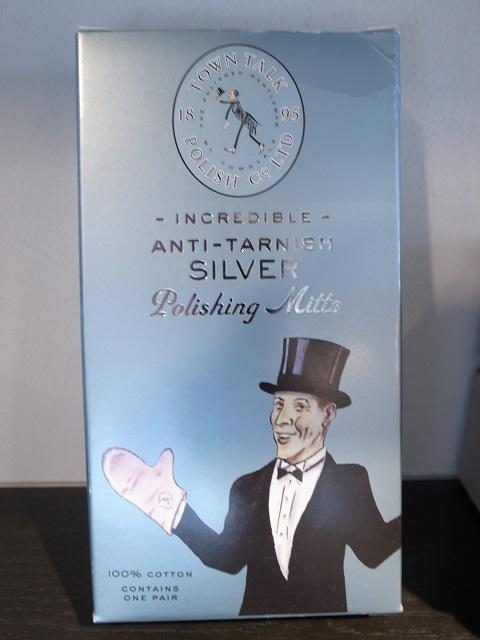 TOWN TALK
18 95
POLISH Co LTD
- INCREDIBLE -
ANTI-TARNISH
SILVER
Polishing Mitts
100% COTTON
CONTAINS
ONE PAIR